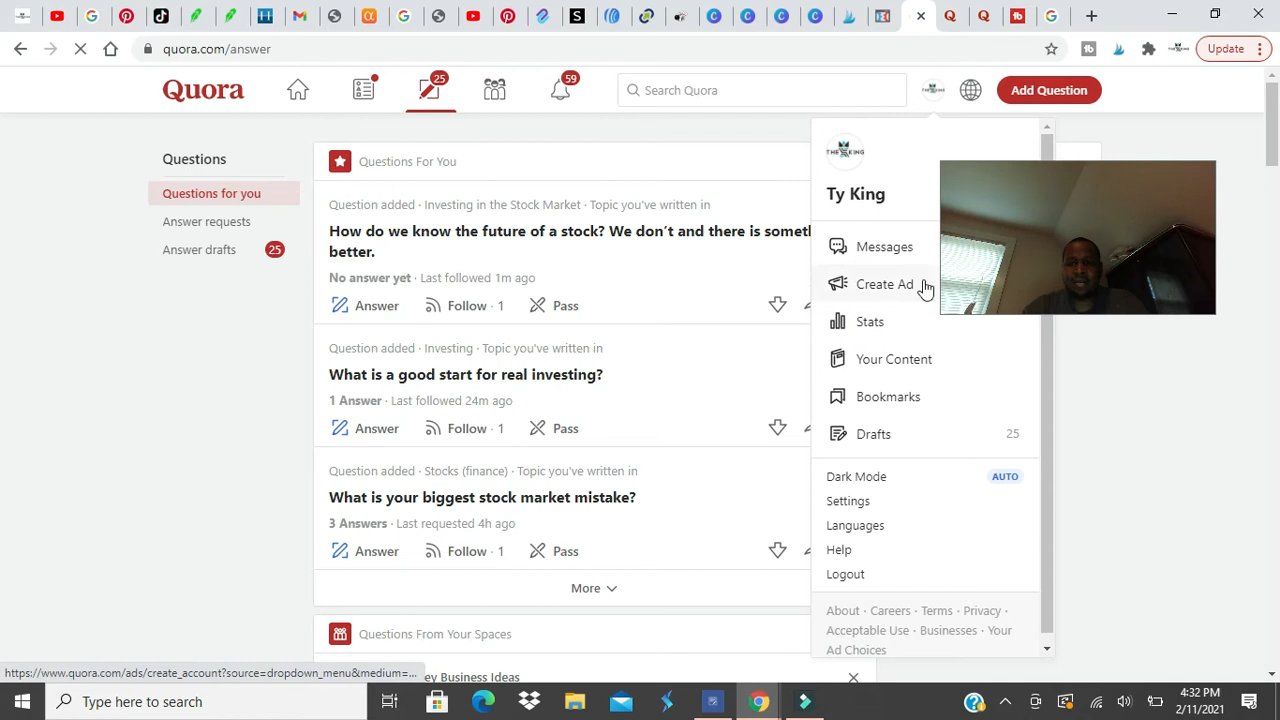 quora.com/answer
Update
Quora
25
59
Search Quora
Add Question
Questions
Questions for you
Answer requests
Answer drafts
25
Questions For You
Question added · Investing in the Stock Market · Topic you've written in
How do we know the future of a stock? We don't and there is someth
better.
No answer yet · Last followed 1m ago
Answer
Follow · 1
Pass
Question added · Investing · Topic you've written in
What is a good start for real investing?
1 Answer · Last followed 24m ago
Answer
Follow · 1
Pass
Question added · Stocks (finance) · Topic you've written in
What is your biggest stock market mistake?
3 Answers · Last requested 4h ago
Answer
Follow · 1
Pass
More
Questions From Your Spaces
ey Business Ideas
THE KING
Ty King
Messages
Create Ad
Stats
Your Content
Bookmarks
Drafts
25
Dark Mode
AUTO
Settings
Languages
Help
Logout
About · Careers · Terms · Privacy ·
Acceptable Use · Businesses · Your
Ad Choices
https://www.quora.com/ads/create_account?source=dropdown_menu&medium=...
Type here to search
4:32 PM
2/11/2021